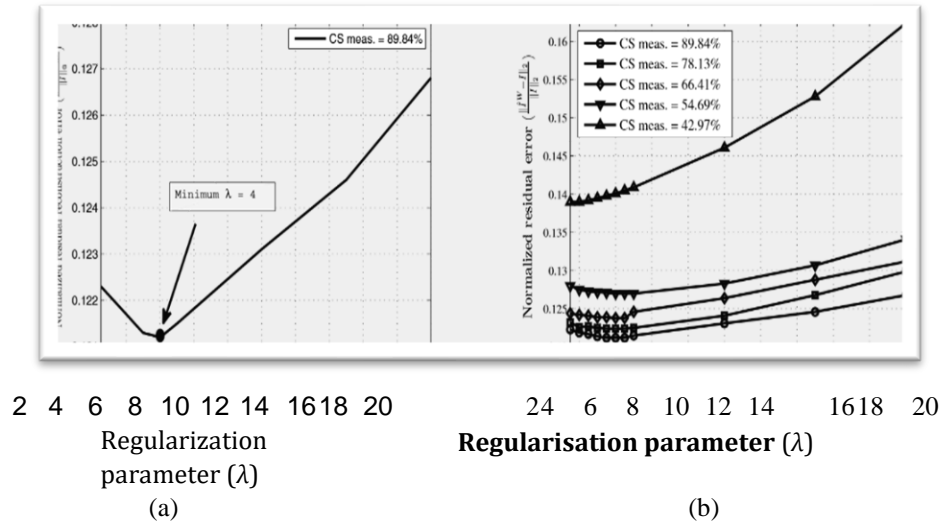 0.128
CS meas. = 89.84%
0.127
0.126
0.125
Minimum λ = 4
0.124
0.123
0.122
0.16
CS meas. = 89.84%
0.155
CS meas. = 78.13%
CS meas. = 66.41%
0.15
CS meas. = 54.69%
CS meas. = 42.97%
0.145
0.14
0.135
0.13
0.125
Normalized residual error (‖I^W − I‖₂ / ‖I‖₂)
2 4 6 8 10 12 14 1618 20
24 6 8 10 12 14 1618 20
Regularization
parameter (λ)
Regularisation parameter (λ)
(a)
(b)